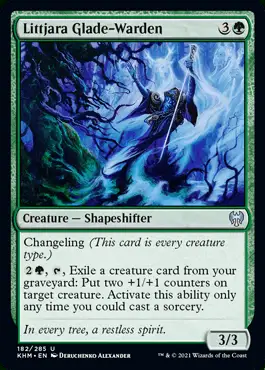 Littjara Glade-Warden 3
Creature — Shapeshifter
Changeling (This card is every creature
type.)
2, , Exile a creature card from your
graveyard: Put two +1/+1 counters on
target creature. Activate this ability only
any time you could cast a sorcery.
In every tree, a restless spirit.
3/3
182/285 U
KHM • EN Deruchenko Alexander
™ & © 2021 Wizards of the Coast